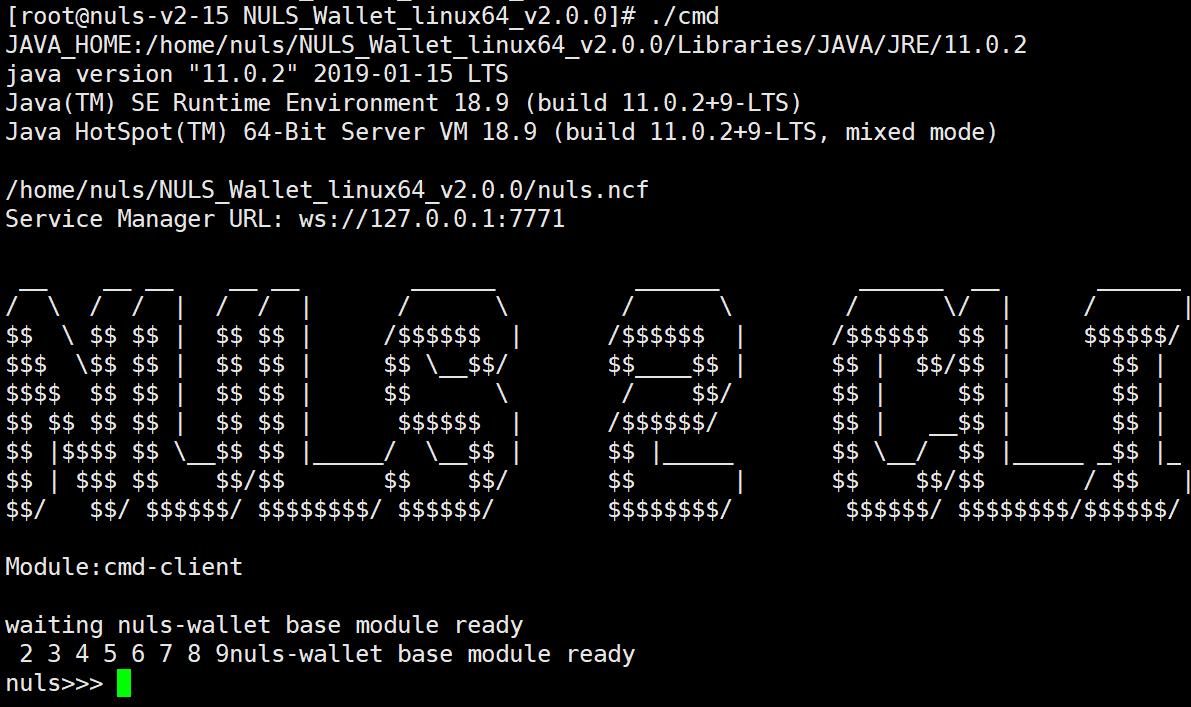 [root@nuls-v2-15 NULS_Wallet_linux64_v2.0.0]# ./cmd
JAVA_HOME:/home/nuls/NULS_Wallet_linux64_v2.0.0/Libraries/JAVA/JRE/11.0.2
java version "11.0.2" 2019-01-15 LTS
Java(TM) SE Runtime Environment 18.9 (build 11.0.2+9-LTS)
Java HotSpot(TM) 64-Bit Server VM 18.9 (build 11.0.2+9-LTS, mixed mode)
/home/nuls/NULS_Wallet_linux64_v2.0.0/nuls.ncf
Service Manager URL: ws://127.0.0.1:7771
NULS 2 CLI
Module:cmd-client
waiting nuls-wallet base module ready
 2 3 4 5 6 7 8 9nuls-wallet base module ready
nuls>>>